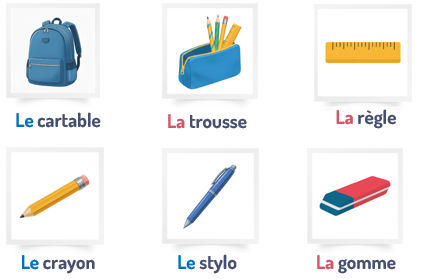 Le cartable
La trousse
La règle
Le crayon
Le stylo
La gomme